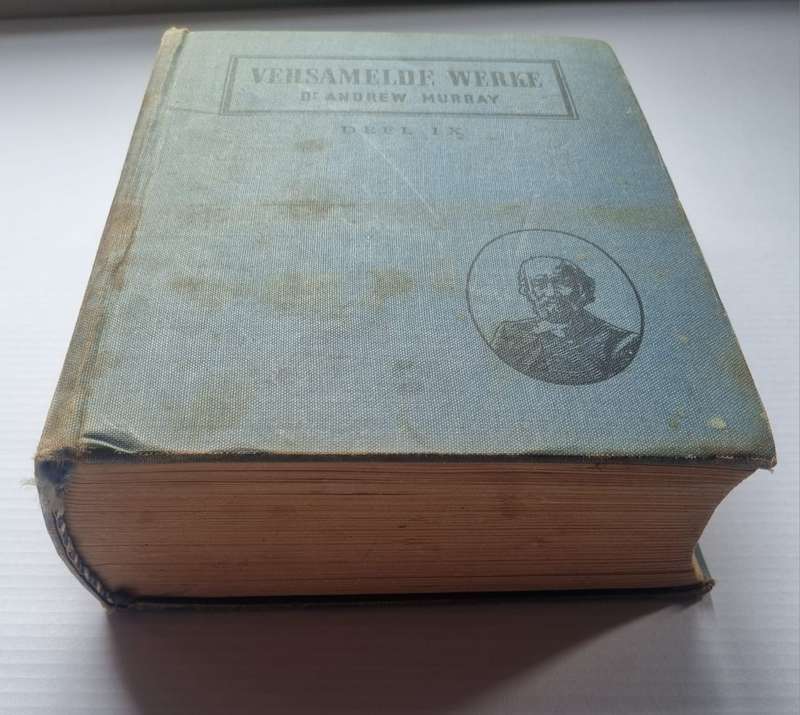 VERSAMELDE WERKE
Dr ANDREW MURRAY
DEEL IX